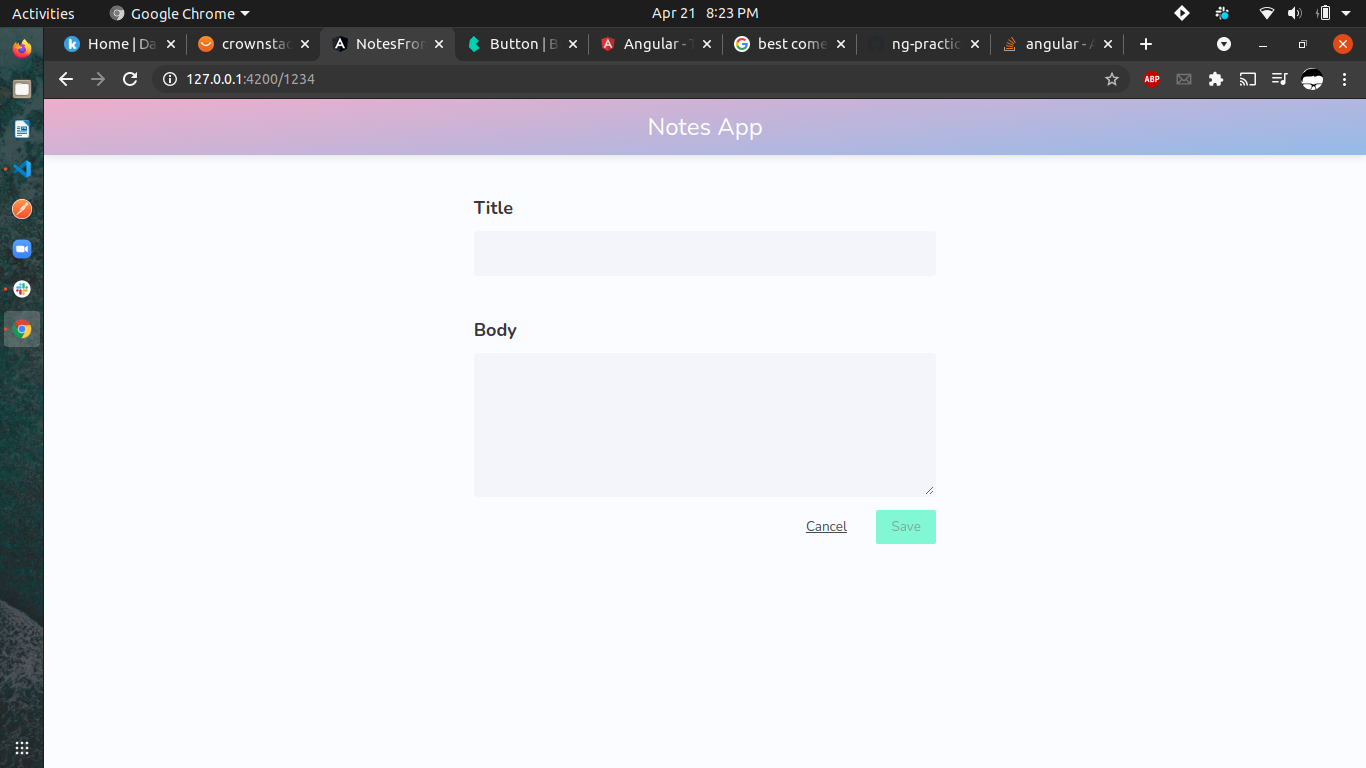 Activities Google Chrome Apr 21 8:23 PM
Home | Da crownstac NotesFron Button | B Angular - best come ng-practic angular - A
127.0.0.1:4200/1234 ABP
Notes App
Title
Body
Cancel Save